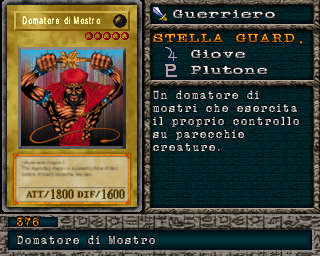 Domatore di Mostro
ATT/1800 DIF/1600
Guerriero
STELLA GUARD.
♃ Giove
♇ Plutone
Un domatore di
mostri che esercita
il proprio controllo
su parecchie
creature.
376
Domatore di Mostro